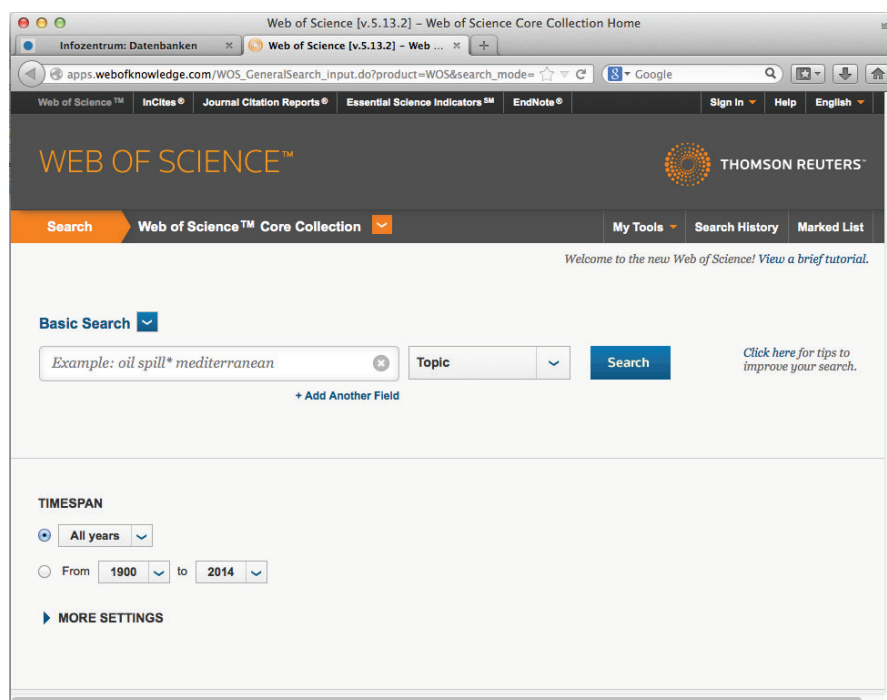 Web of Science [v.5.13.2] – Web of Science Core Collection Home
Infozentrum: Datenbanken
Web of Science [v.5.13.2] – Web ...
apps.webofknowledge.com/WOS_GeneralSearch_input.do?product=WOS&search_mode=
Google
Web of Science™ InCites® Journal Citation Reports® Essential Science Indicators℠ EndNote® Sign In Help English
WEB OF SCIENCE™
THOMSON REUTERS™
Search Web of Science™ Core Collection My Tools Search History Marked List
Welcome to the new Web of Science! View a brief tutorial.
Basic Search
Example: oil spill* mediterranean Topic Search
Click here for tips to
improve your search.
+ Add Another Field
TIMESPAN
All years
From 1900 to 2014
MORE SETTINGS